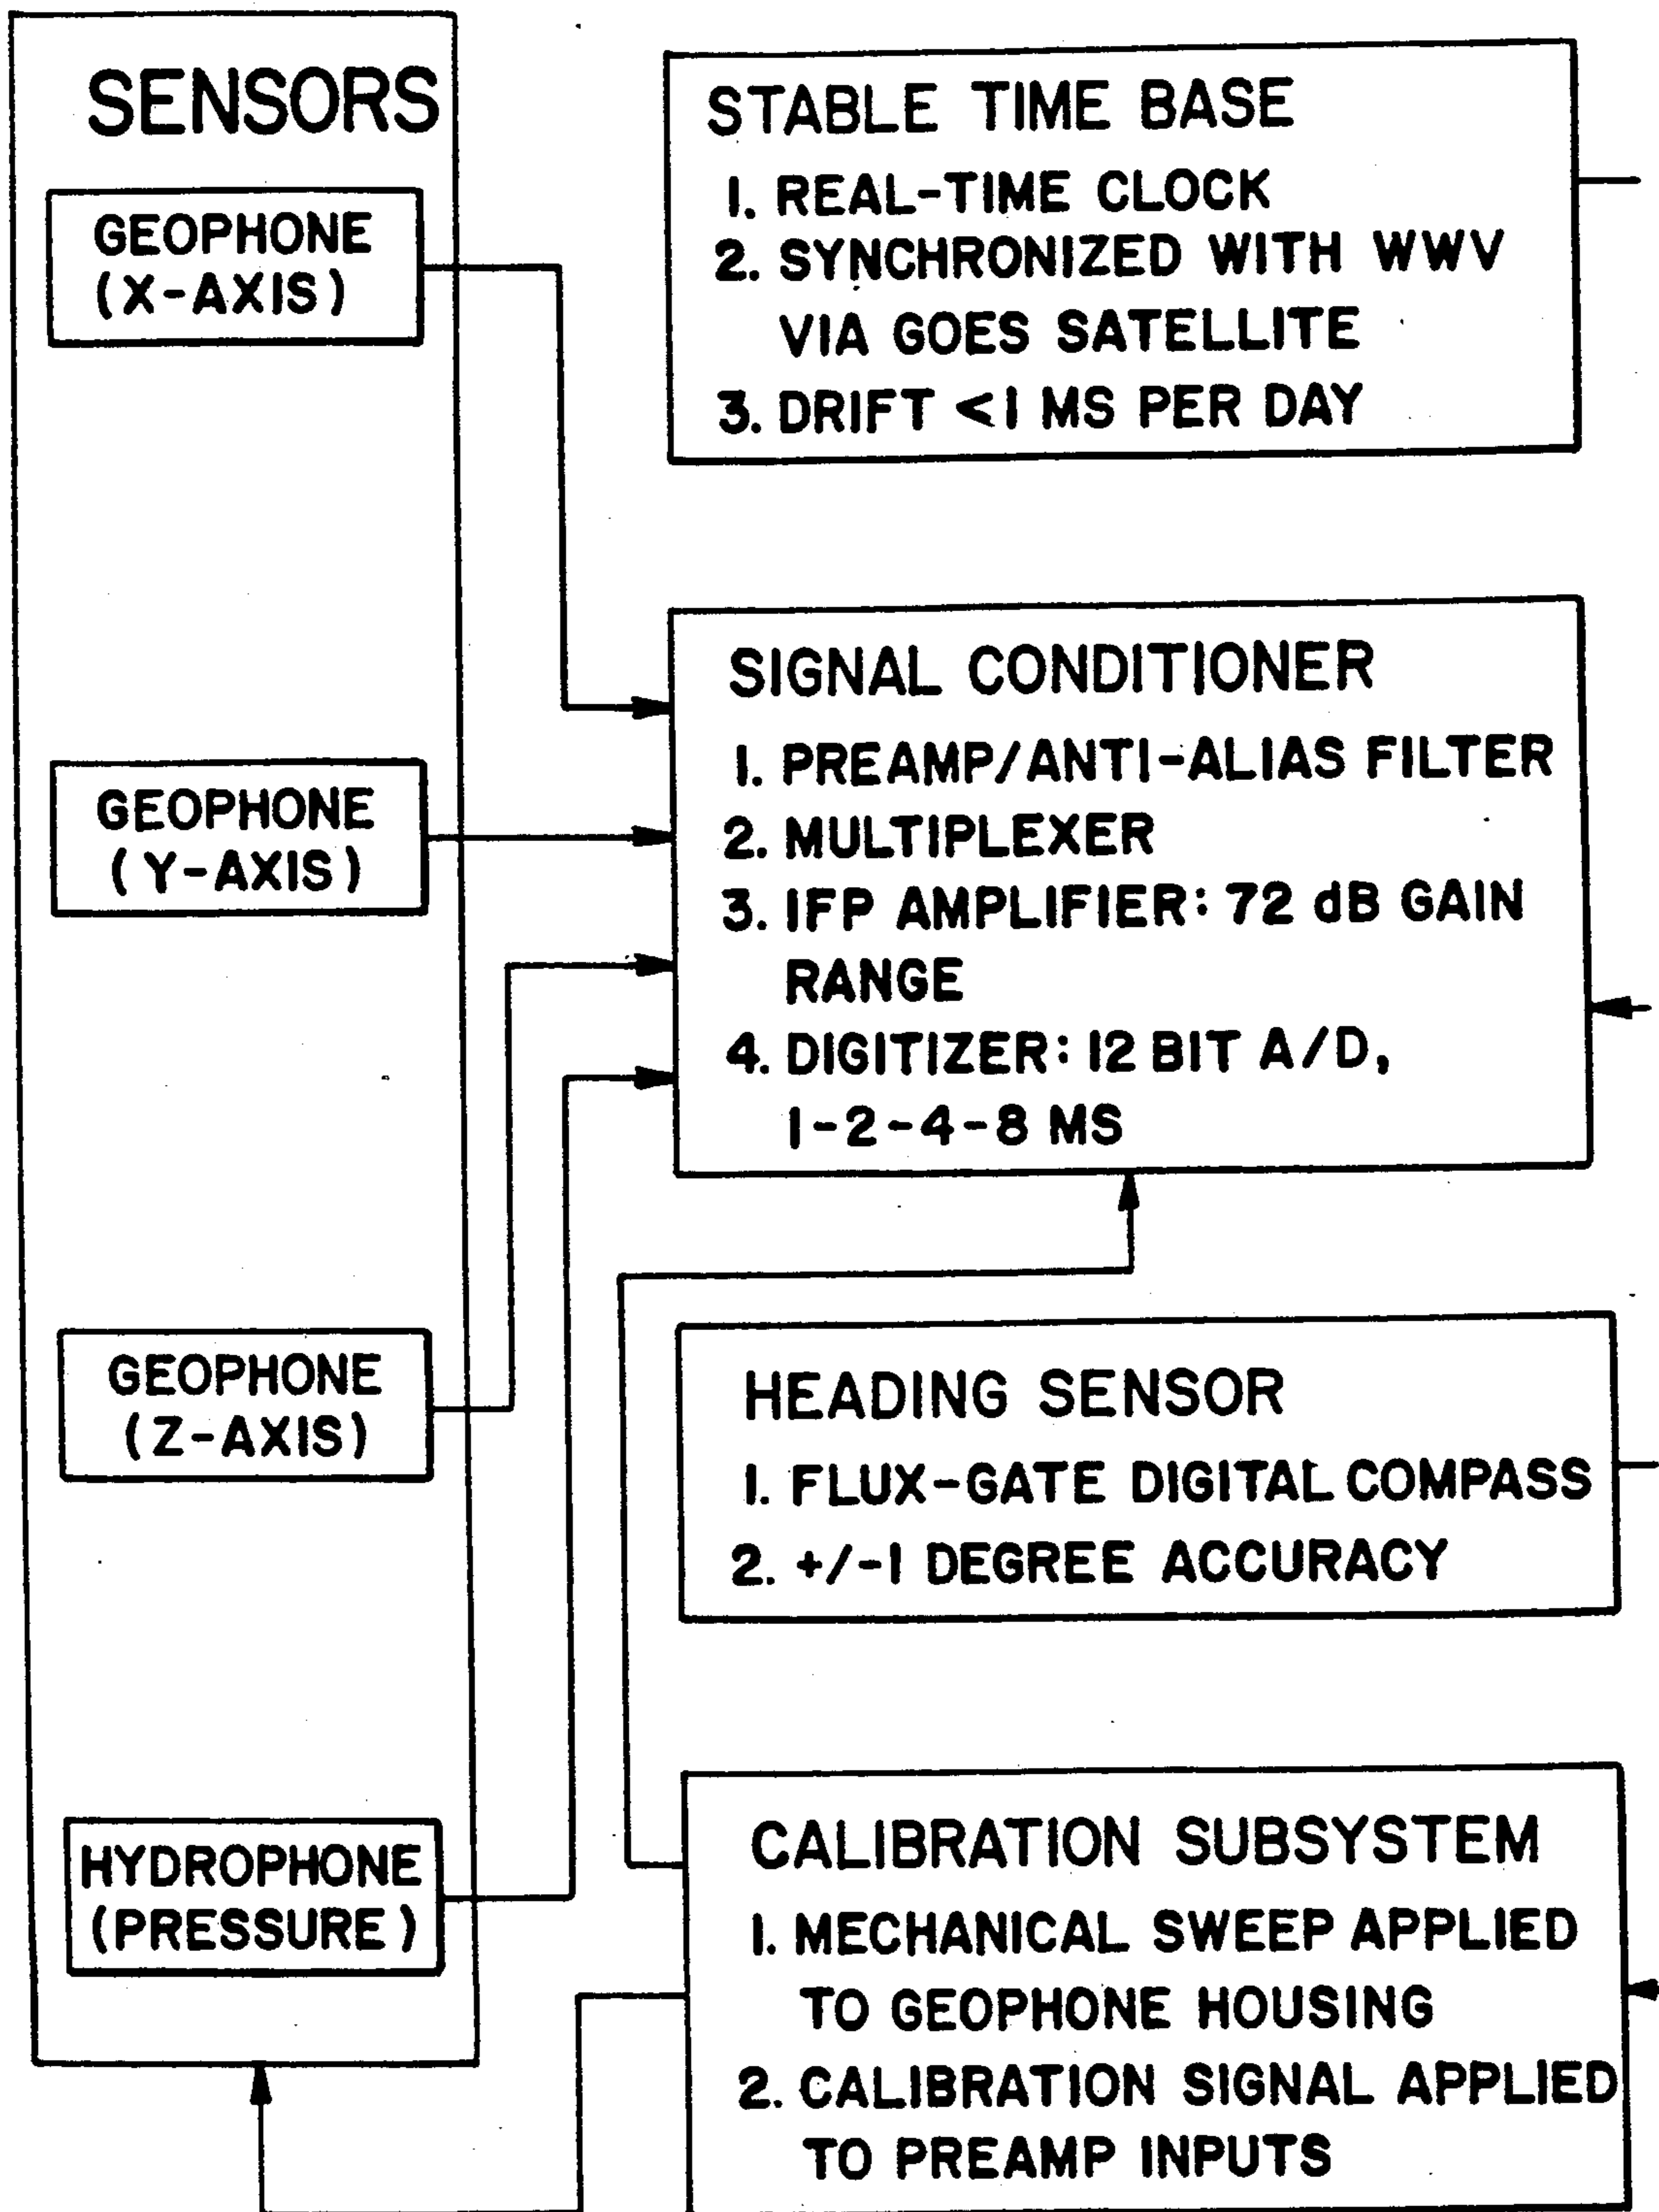 SENSORS
GEOPHONE
(X-AXIS)
GEOPHONE
(Y-AXIS)
GEOPHONE
(Z-AXIS)
HYDROPHONE
(PRESSURE)
STABLE TIME BASE
1. REAL-TIME CLOCK
2. SYNCHRONIZED WITH WWV
VIA GOES SATELLITE
3. DRIFT <1 MS PER DAY
SIGNAL CONDITIONER
1. PREAMP/ANTI-ALIAS FILTER
2. MULTIPLEXER
3. IFP AMPLIFIER: 72 dB GAIN
RANGE
4. DIGITIZER: 12 BIT A/D,
1-2-4-8 MS
HEADING SENSOR
1. FLUX-GATE DIGITAL COMPASS
2. +/-1 DEGREE ACCURACY
CALIBRATION SUBSYSTEM
1. MECHANICAL SWEEP APPLIED
TO GEOPHONE HOUSING
2. CALIBRATION SIGNAL APPLIED
TO PREAMP INPUTS